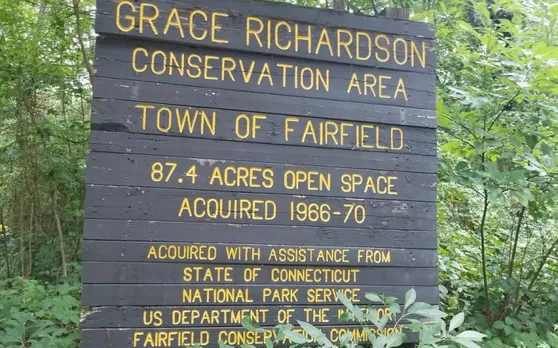 GRACE RICHARDSON
CONSERVATION AREA
TOWN OF FAIRFIELD
87.4 ACRES OPEN SPACE
ACQUIRED 1966-70
ACQUIRED WITH ASSISTANCE FROM
STATE OF CONNECTICUT
NATIONAL PARK SERVICE
US DEPARTMENT OF THE INTERIOR
FAIRFIELD CONSERVATION COMMISSION